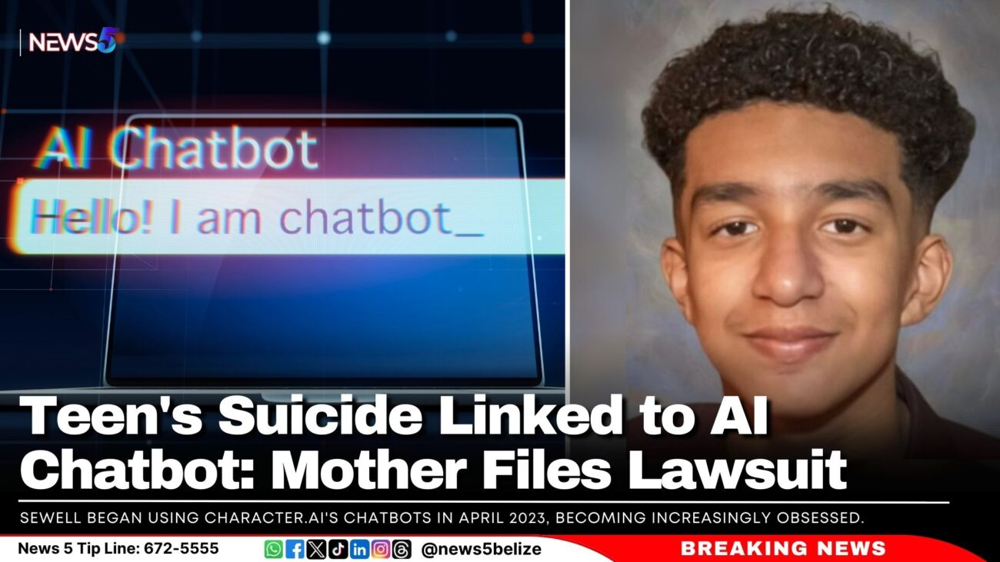 NEWS5
AI Chatbot
Hello! I am chatbot_
Teen's Suicide Linked to AI
Chatbot: Mother Files Lawsuit
SEWELL BEGAN USING CHARACTER.AI'S CHATBOTS IN APRIL 2023, BECOMING INCREASINGLY OBSESSED.
News 5 Tip Line: 672-5555
@news5belize
BREAKING NEWS